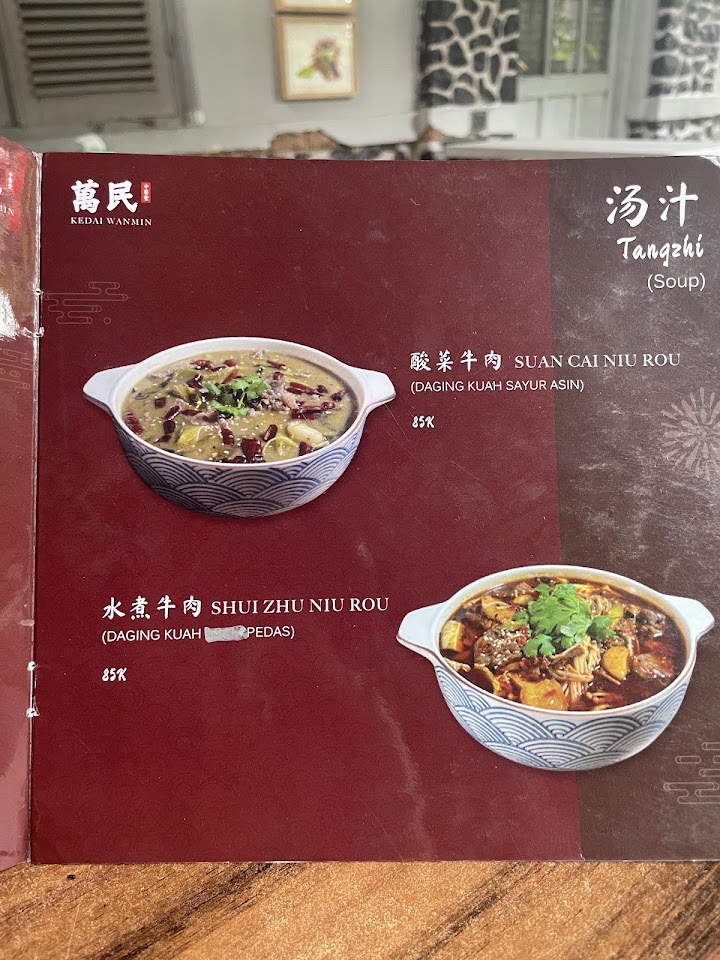 萬民
KEDAI WANMIN
汤汁
Tangzhi
(Soup)
酸菜牛肉 SUAN CAI NIU ROU
(DAGING KUAH SAYUR ASIN)
85K
水煮牛肉 SHUI ZHU NIU ROU
(DAGING KUAH PEDAS)
85K